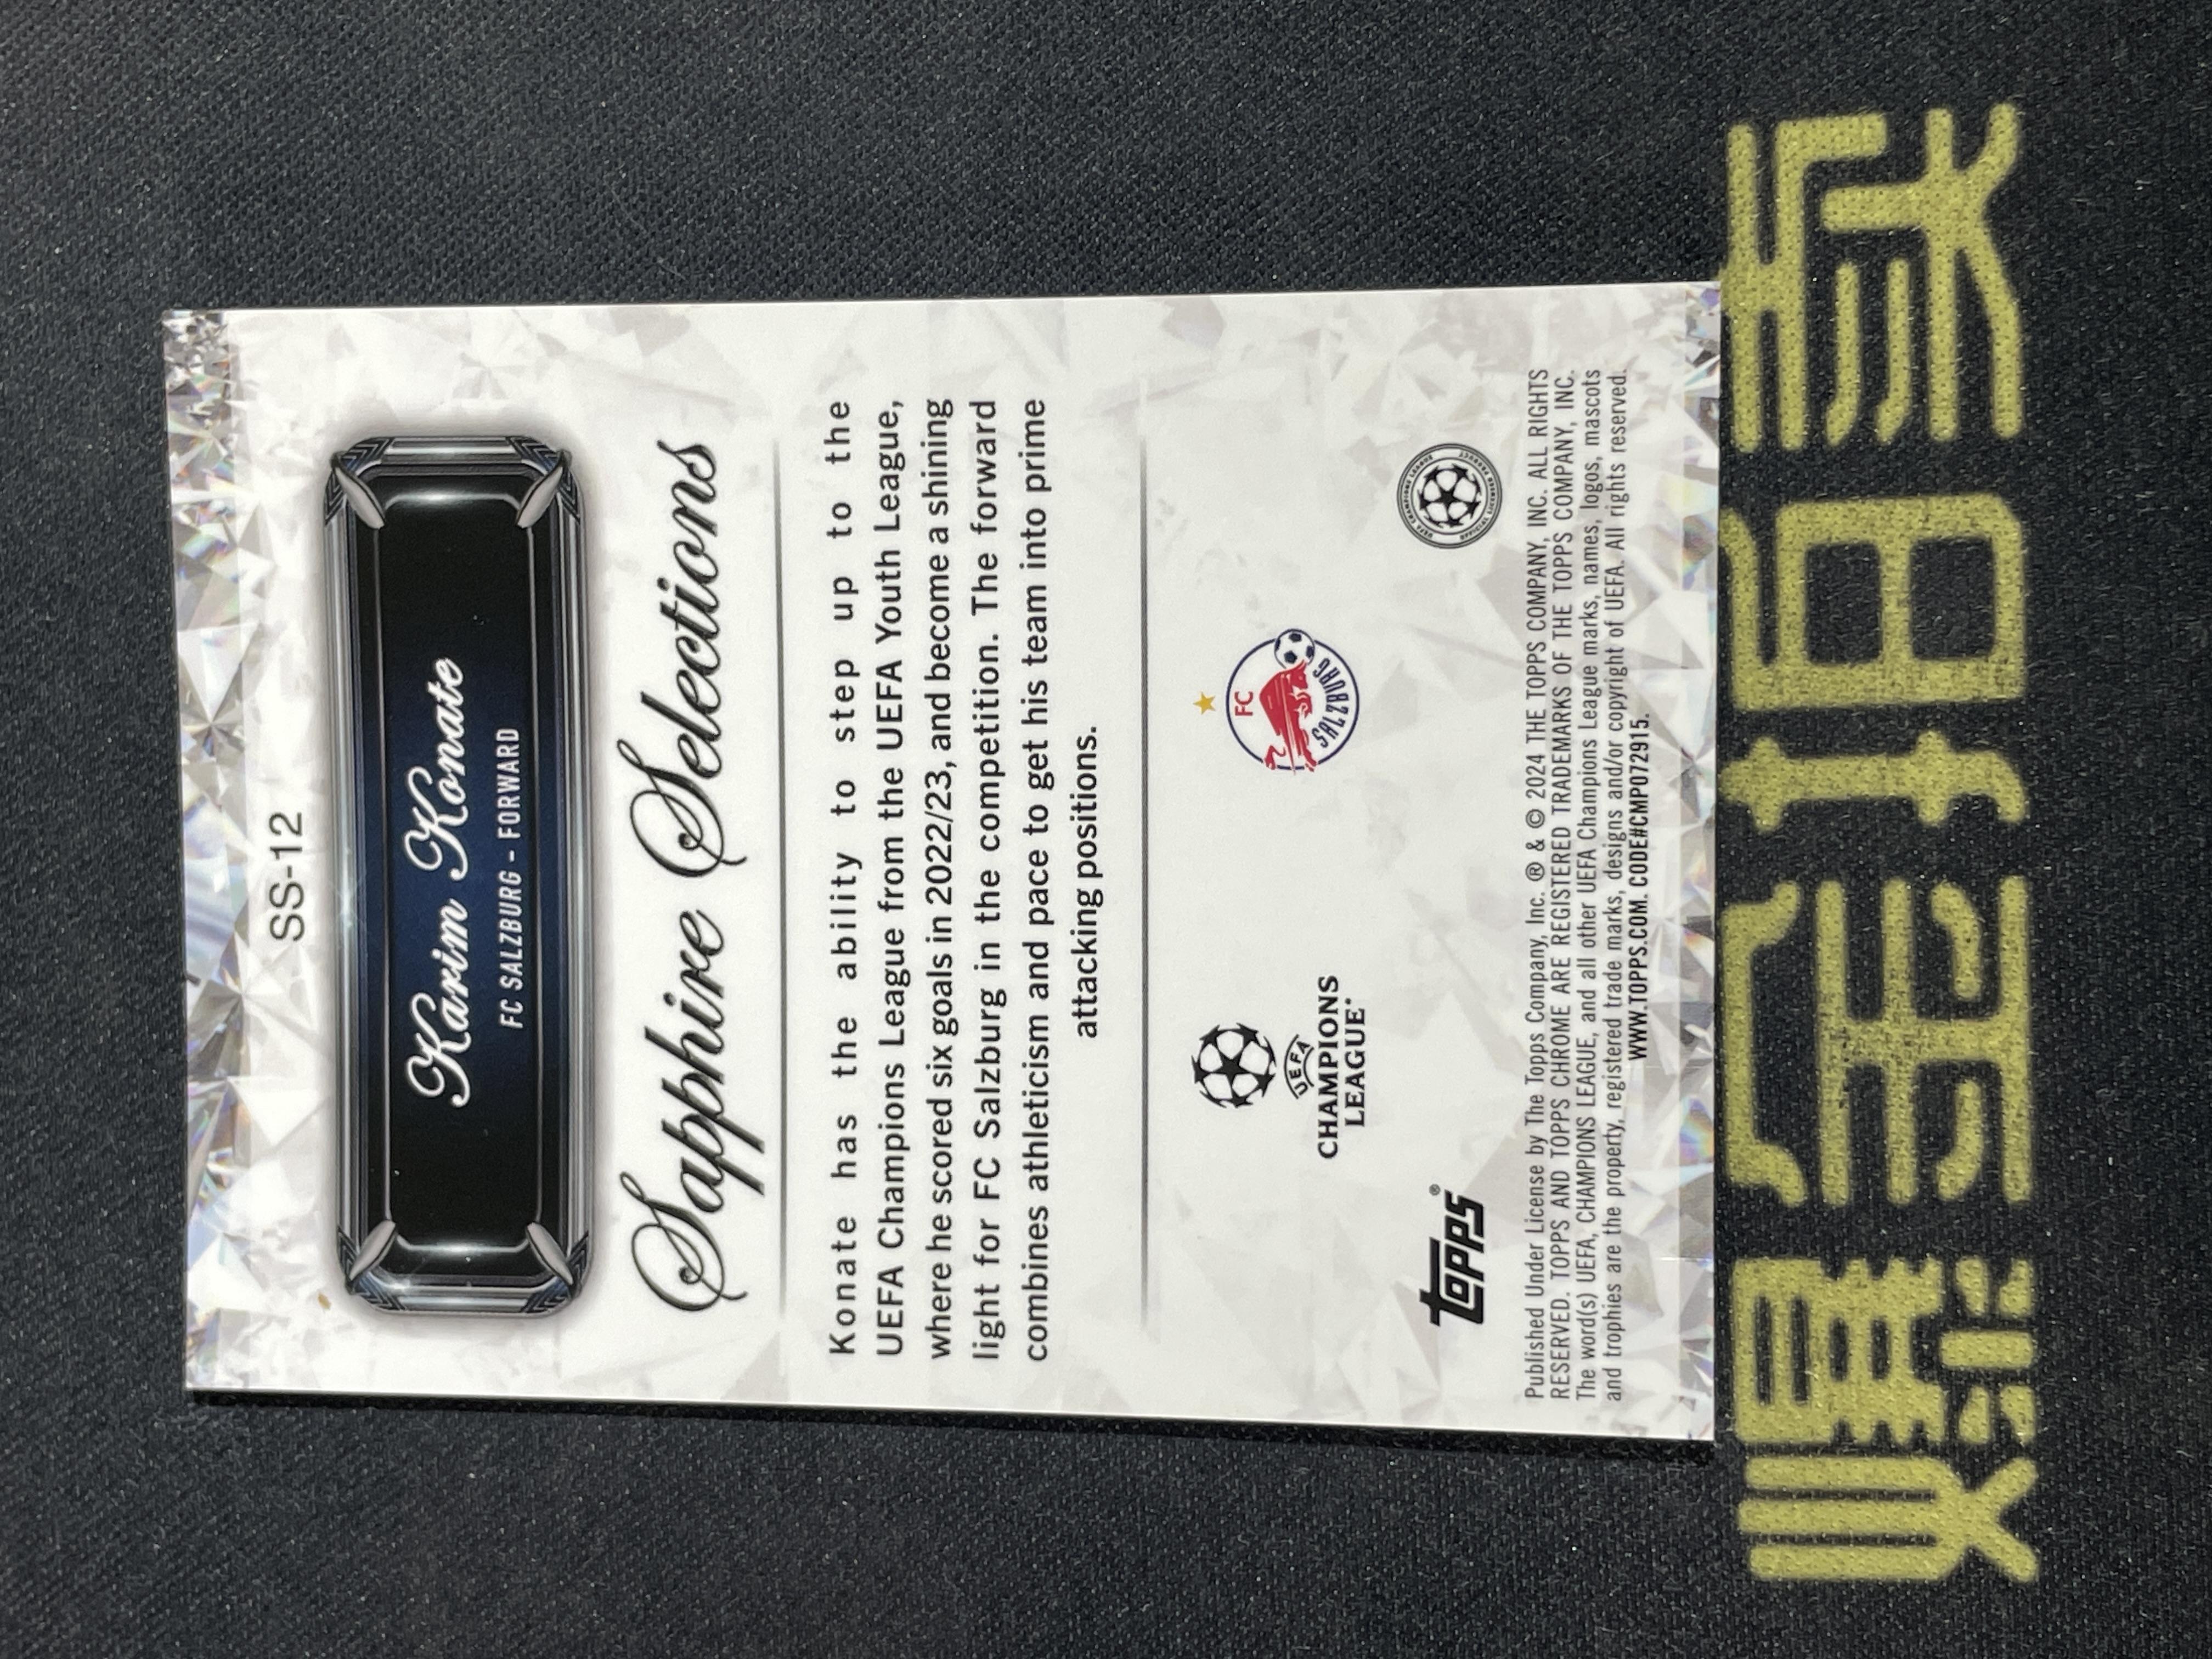 SS-12
Karim Konate
FC SALZBURG - FORWARD
Sapphire Selections
Konate has the ability to step up to the
UEFA Champions League from the UEFA Youth League,
where he scored six goals in 2022/23, and become a shining
light for FC Salzburg in the competition. The forward
combines athleticism and pace to get his team into prime
attacking positions.
UEFA
CHAMPIONS
LEAGUE®
FC
SALZBURG
topps®
Published Under License by The Topps Company, Inc. ® & © 2024 THE TOPPS COMPANY, INC. ALL RIGHTS
RESERVED. TOPPS AND TOPPS CHROME ARE REGISTERED TRADEMARKS OF THE TOPPS COMPANY, INC.
The word(s) UEFA, CHAMPIONS LEAGUE, and all other UEFA Champions League marks, names, logos, mascots
and trophies are the property, registered trade marks, designs and/or copyright of UEFA. All rights reserved.
WWW.TOPPS.COM. CODE#CMP072915.